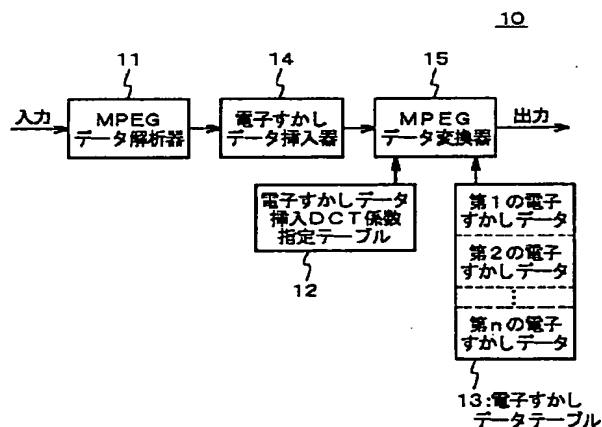 10
11
14
15
入力
MPEG
データ解析器
電子すかし
データ挿入器
MPEG
データ変換器
出力
電子すかしデータ
挿入DCT係数
指定テーブル
12
第1の電子
すかしデータ
第2の電子
すかしデータ
⋮
第nの電子
すかしデータ
13:電子すかし
データテーブル